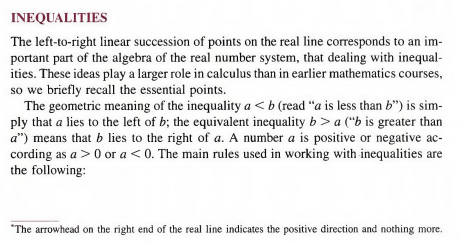 INEQUALITIES
The left-to-right linear succession of points on the real line corresponds to an im-
portant part of the algebra of the real number system, that dealing with inequal-
ities. These ideas play a larger role in calculus than in earlier mathematics courses,
so we briefly recall the essential points.
The geometric meaning of the inequality a < b (read “a is less than b”) is sim-
ply that a lies to the left of b; the equivalent inequality b > a (“b is greater than
a”) means that b lies to the right of a. A number a is positive or negative ac-
cording as a > 0 or a < 0. The main rules used in working with inequalities are
the following:
*The arrowhead on the right end of the real line indicates the positive direction and nothing more.